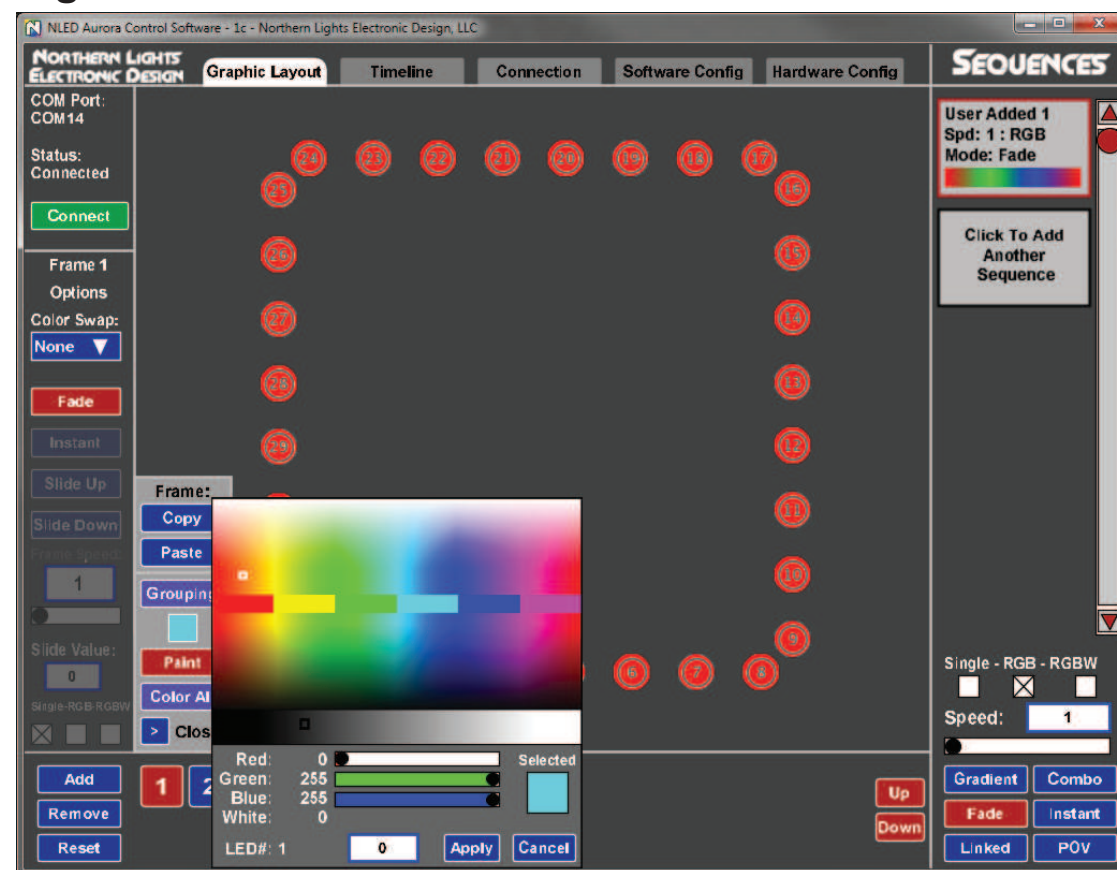 NLED Aurora Control Software - 1c - Northern Lights Electronic Design, LLC
NORTHERN LIGHTS
ELECTRONIC DESIGN
Graphic Layout
Timeline
Connection
Software Config
Hardware Config
SEQUENCES
COM Port:
COM14
Status:
Connected
Connect
Frame 1
Options
Color Swap:
None
Fade
Instant
Slide Up
Slide Down
Frame Speed:
1
Slide Value:
0
Single-RGB-RGBW
24 23 22 21 20 19 18 17
25 16
26 15
27 14
28 13
29 12
11
10
9
6 7 8
Frame:
Copy
Paste
Grouping
Paint
Color Al
> Clos
Red: 0
Green: 255
Blue: 255
White: 0
Selected
LED#: 1
0
Apply
Cancel
Add
Remove
Reset
1
2
Up
Down
User Added 1
Spd: 1 : RGB
Mode: Fade
Click To Add
Another
Sequence
Single - RGB - RGBW
Speed:
1
Gradient
Combo
Fade
Instant
Linked
POV